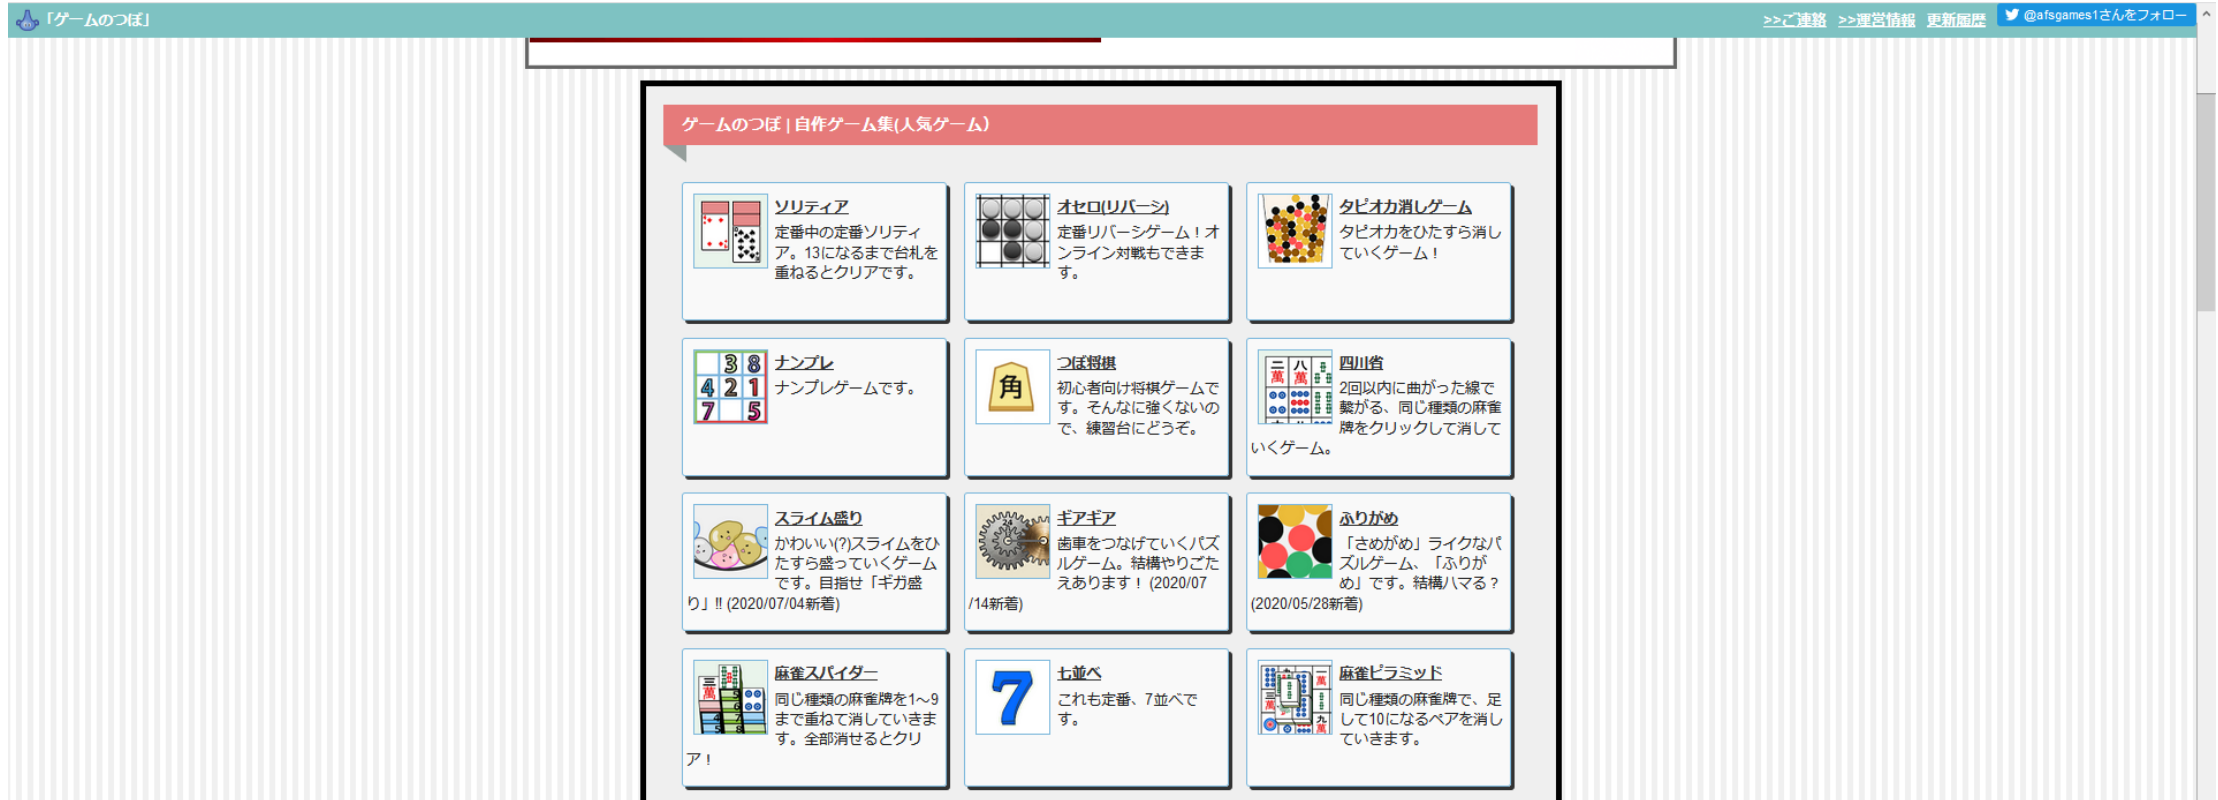 「ゲームのつぼ」
>>ご連絡 >>運営情報 更新履歴 @afsgames1さんをフォロー
ゲームのつぼ | 自作ゲーム集(人気ゲーム）
ソリティア
定番中の定番ソリティ
ア。13になるまで台札を
重ねるとクリアです。
オセロ(リバーシ)
定番リバーシゲーム！オ
ンライン対戦もできま
す。
タピオカ消しゲーム
タピオカをひたすら消し
ていくゲーム！
3 8
4 2 1
7 5
ナンプレ
ナンプレゲームです。
角
つぼ将棋
初心者向け将棋ゲームで
す。そんなに強くないの
で、練習台にどうぞ。
二 八
萬 萬
四川省
2回以内に曲がった線で
繋がる、同じ種類の麻雀
牌をクリックして消して
いくゲーム。
スライム盛り
かわいい(?)スライムをひ
たすら盛っていくゲーム
です。目指せ「ギガ盛
り」!! (2020/07/04新着)
24
ギアギア
歯車をつなげていくパズ
ルゲーム。結構やりごた
えあります！ (2020/07
/14新着)
ふりがめ
「さめがめ」ライクなパ
ズルゲーム、「ふりが
め」です。結構ハマる？
(2020/05/28新着)
三
萬
麻雀スパイダー
同じ種類の麻雀牌を1～9
まで重ねて消していきま
す。全部消せるとクリ
ア！
7
七並べ
これも定番、7並べで
す。
一
萬
三
萬
九
萬
麻雀ピラミッド
同じ種類の麻雀牌で、足
して10になるペアを消し
ていきます。